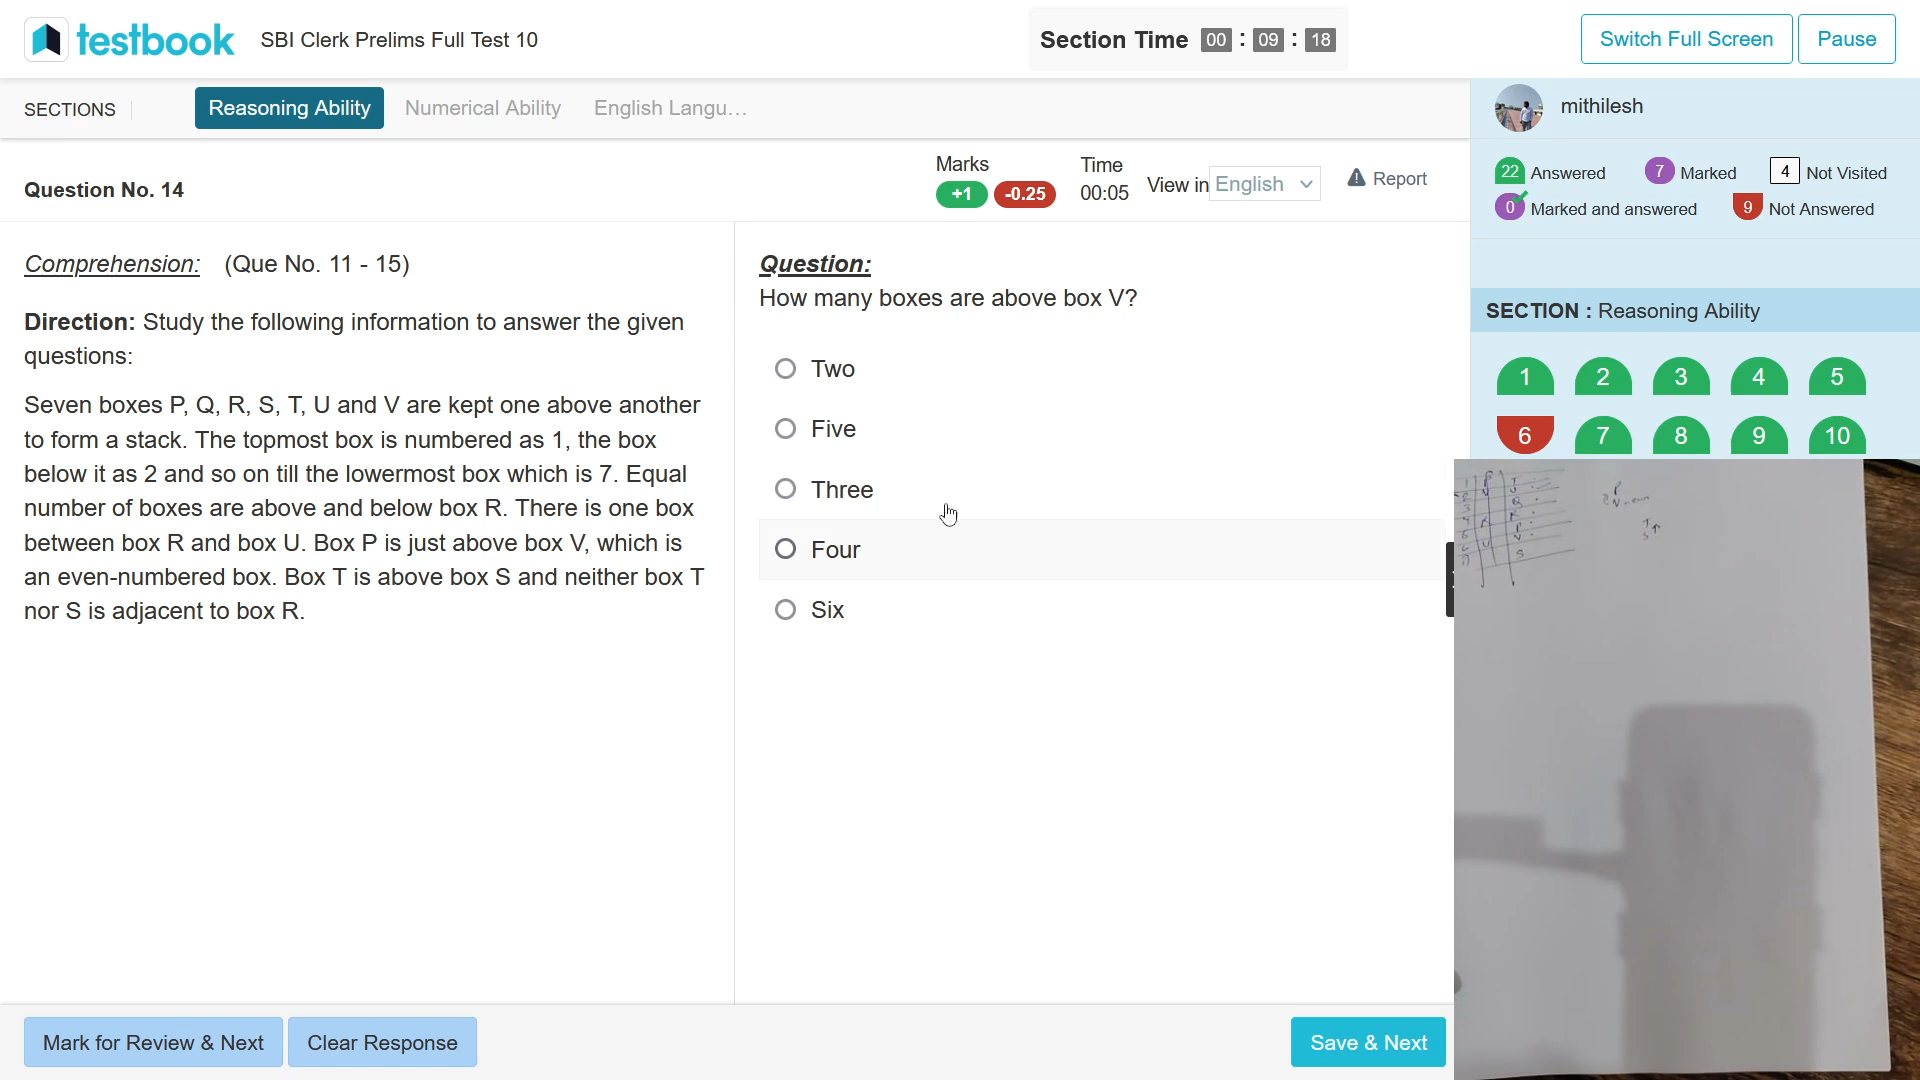 testbook SBI Clerk Prelims Full Test 10
Section Time 00 : 09 : 18
Switch Full Screen
Pause
SECTIONS
Reasoning Ability
Numerical Ability
English Langu...
mithilesh
Question No. 14
Marks
+1 -0.25
Time
00:05
View in English
Report
22 Answered
7 Marked
4 Not Visited
0 Marked and answered
9 Not Answered
Comprehension: (Que No. 11 - 15)
Direction: Study the following information to answer the given
questions:
Seven boxes P, Q, R, S, T, U and V are kept one above another
to form a stack. The topmost box is numbered as 1, the box
below it as 2 and so on till the lowermost box which is 7. Equal
number of boxes are above and below box R. There is one box
between box R and box U. Box P is just above box V, which is
an even-numbered box. Box T is above box S and neither box T
nor S is adjacent to box R.
Question:
How many boxes are above box V?
Two
Five
Three
Four
Six
SECTION : Reasoning Ability
1 2 3 4 5
6 7 8 9 10
Mark for Review & Next
Clear Response
Save & Next